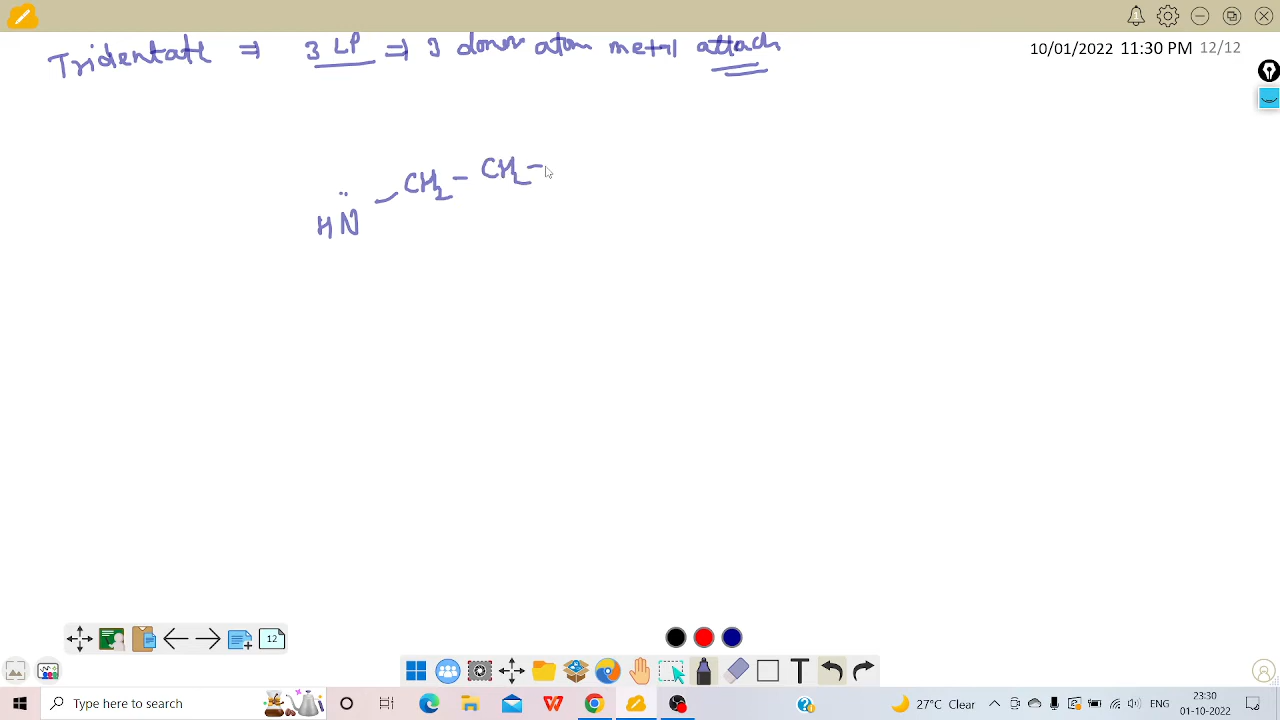 Tridentate ⇒ 3 LP ⇒ 3 donor atom metal attach
10/01/2022 11:30 PM 12/12
CH2 - CH2 -
HN̈
12
T
Type here to search
27°C Clear
ENG
23:30
01-10-2022